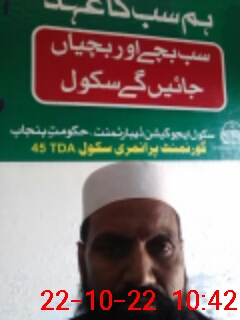 ہم سب کا عہد
سب بچے اور بچیاں
جائیں گے سکول
سکول ایجوکیشن ڈیپارٹمنٹ، حکومتِ پنجاب
گورنمنٹ پرائمری سکول 45 TDA
22-10-22 10:42